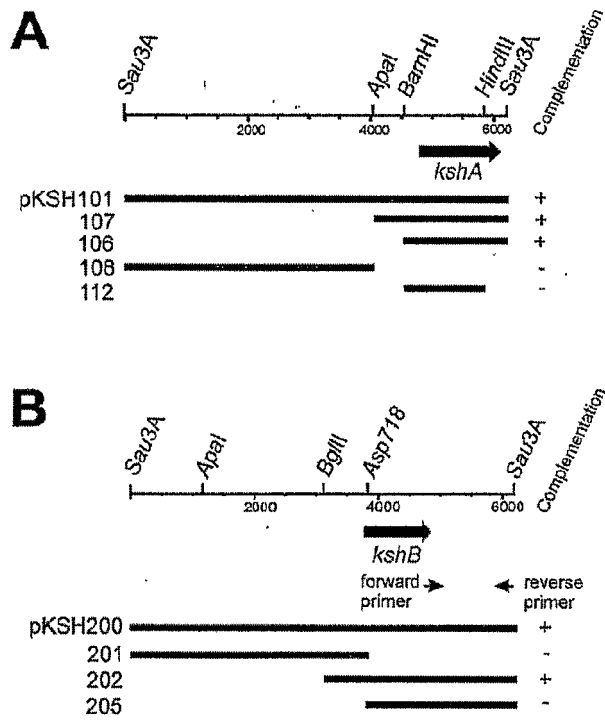 A
Sau3A ApaI BamHI HindIII Sau3A Complementation
2000 4000 6000
kshA
pKSH101 +
107 +
106 +
108 -
112 -
B
Sau3A ApaI BglII Asp718 Sau3A Complementation
2000 4000 6000
kshB
forward primer reverse primer
pKSH200 +
201 -
202 +
205 -